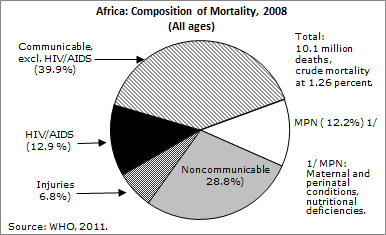 Africa: Composition of Mortality, 2008
(All ages)
Communicable,
excl. HIV/AIDS
(39.9%)
Total:
10.1 million
deaths,
crude mortality
at 1.26 percent.
MPN ( 12.2%) 1/
HIV/AIDS
(12.9 %)
Noncommunicable
28.8%)
Injuries
6.8%)
1/ MPN:
Maternal and
perinatal
conditions,
nutritional
deficiencies.
Source: WHO, 2011.